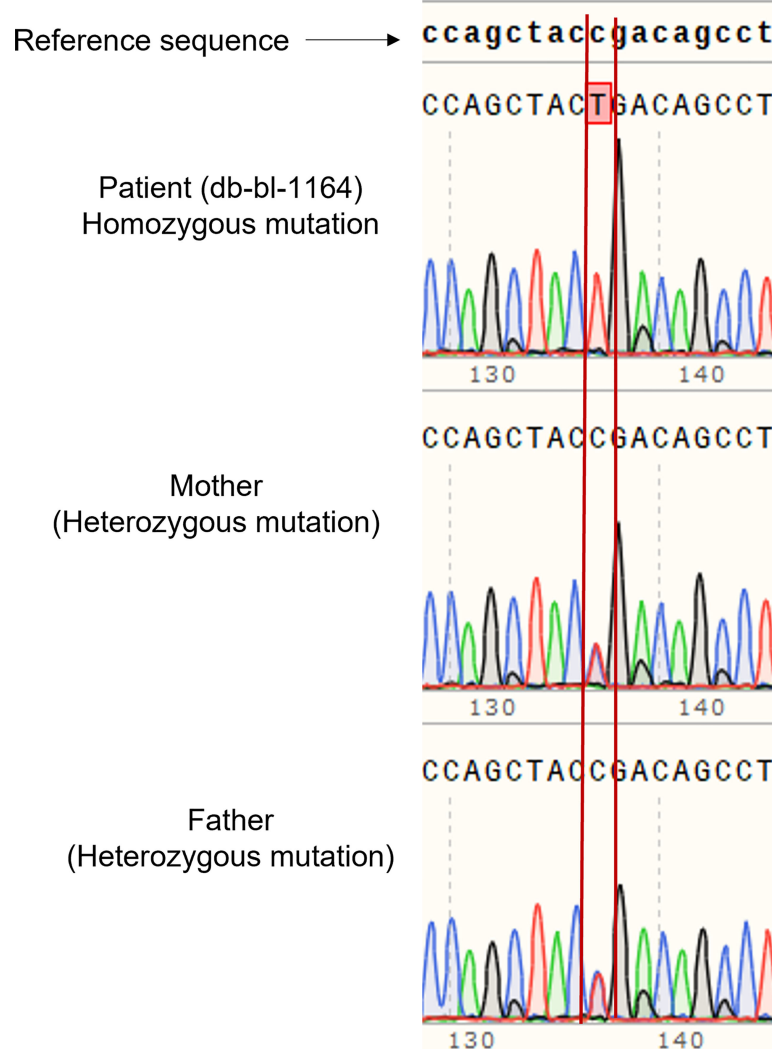 Reference sequence
ccagctaccgacagcct
CCAGCTACTGACAGCCT
Patient (db-bl-1164)
Homozygous mutation
130 140
CCAGCTACCGACAGCCT
Mother
(Heterozygous mutation)
130 140
CCAGCTACCGACAGCCT
Father
(Heterozygous mutation)
130 140